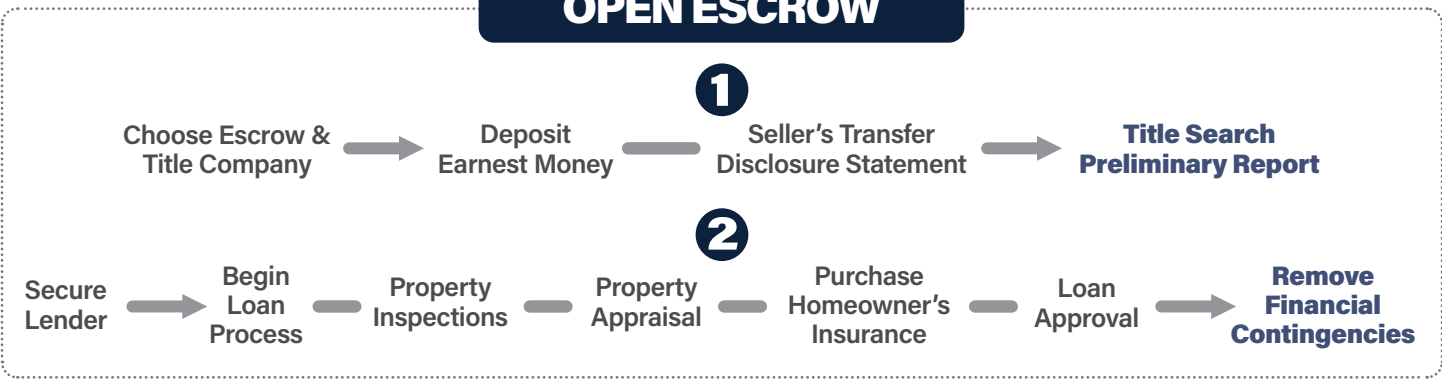 OPEN ESCROW
1
Choose Escrow &
Title Company
Deposit
Earnest Money
Seller’s Transfer
Disclosure Statement
Title Search
Preliminary Report
2
Secure
Lender
Begin
Loan
Process
Property
Inspections
Property
Appraisal
Purchase
Homeowner’s
Insurance
Loan
Approval
Remove
Financial
Contingencies